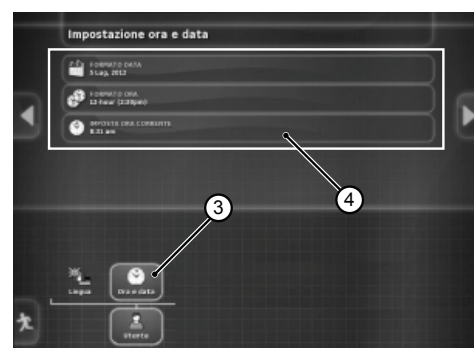 Impostazione ora e data
FORMATO DATA
5 Lug, 2012
FORMATO ORA
12-hour (2:30pm)
IMPOSTA ORA CORRENTE
8:31 am
4
3
Lingua
Ora e data
Utente